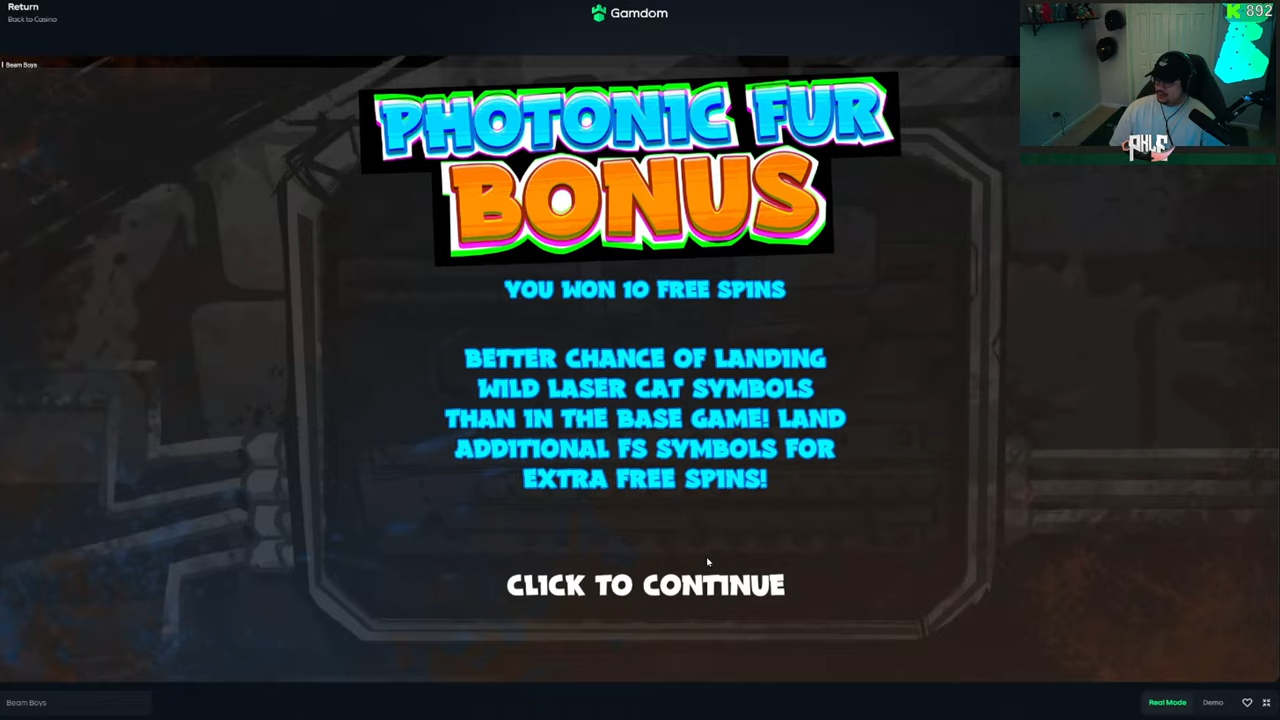 Return
Back to Casino
Gamdom
892
Beam Boys
PHOTONIC FUR
BONUS
YOU WON 10 FREE SPINS
BETTER CHANCE OF LANDING
WILD LASER CAT SYMBOLS
THAN IN THE BASE GAME! LAND
ADDITIONAL FS SYMBOLS FOR
EXTRA FREE SPINS!
CLICK TO CONTINUE
Beam Boys
Real Mode
Demo